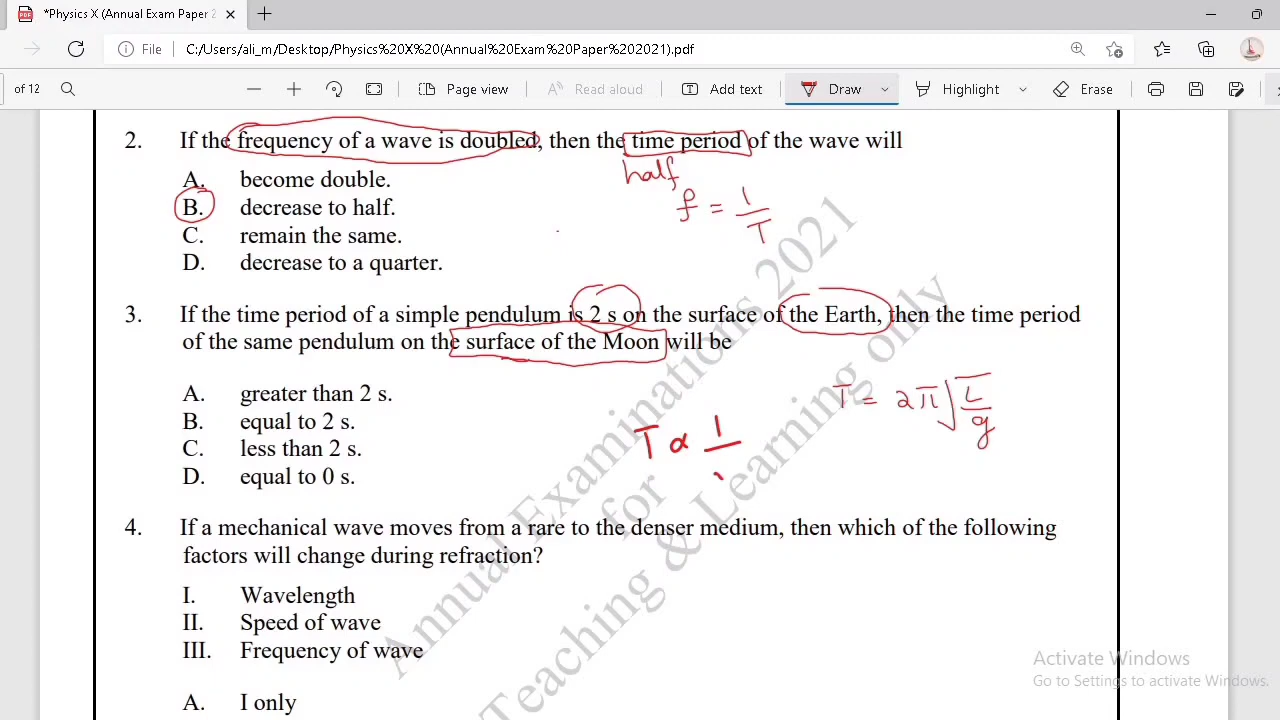 *Physics X (Annual Exam Paper 2
File C:/Users/ali_m/Desktop/Physics%20X%20(Annual%20Exam%20Paper%202021).pdf
of 12 Page view Read aloud Add text Draw Highlight Erase
2. If the frequency of a wave is doubled, then the time period of the wave will
half
A. become double.
B. decrease to half.
f = 1/T
C. remain the same.
D. decrease to a quarter.
3. If the time period of a simple pendulum is 2 s on the surface of the Earth, then the time period
of the same pendulum on the surface of the Moon will be
A. greater than 2 s.
T = 2π√L/g
B. equal to 2 s.
T ∝ 1
C. less than 2 s.
D. equal to 0 s.
4. If a mechanical wave moves from a rare to the denser medium, then which of the following
factors will change during refraction?
I. Wavelength
II. Speed of wave
III. Frequency of wave
A. I only
Annual Examinations 2021
for
Teaching & Learning only
Activate Windows
Go to Settings to activate Windows.